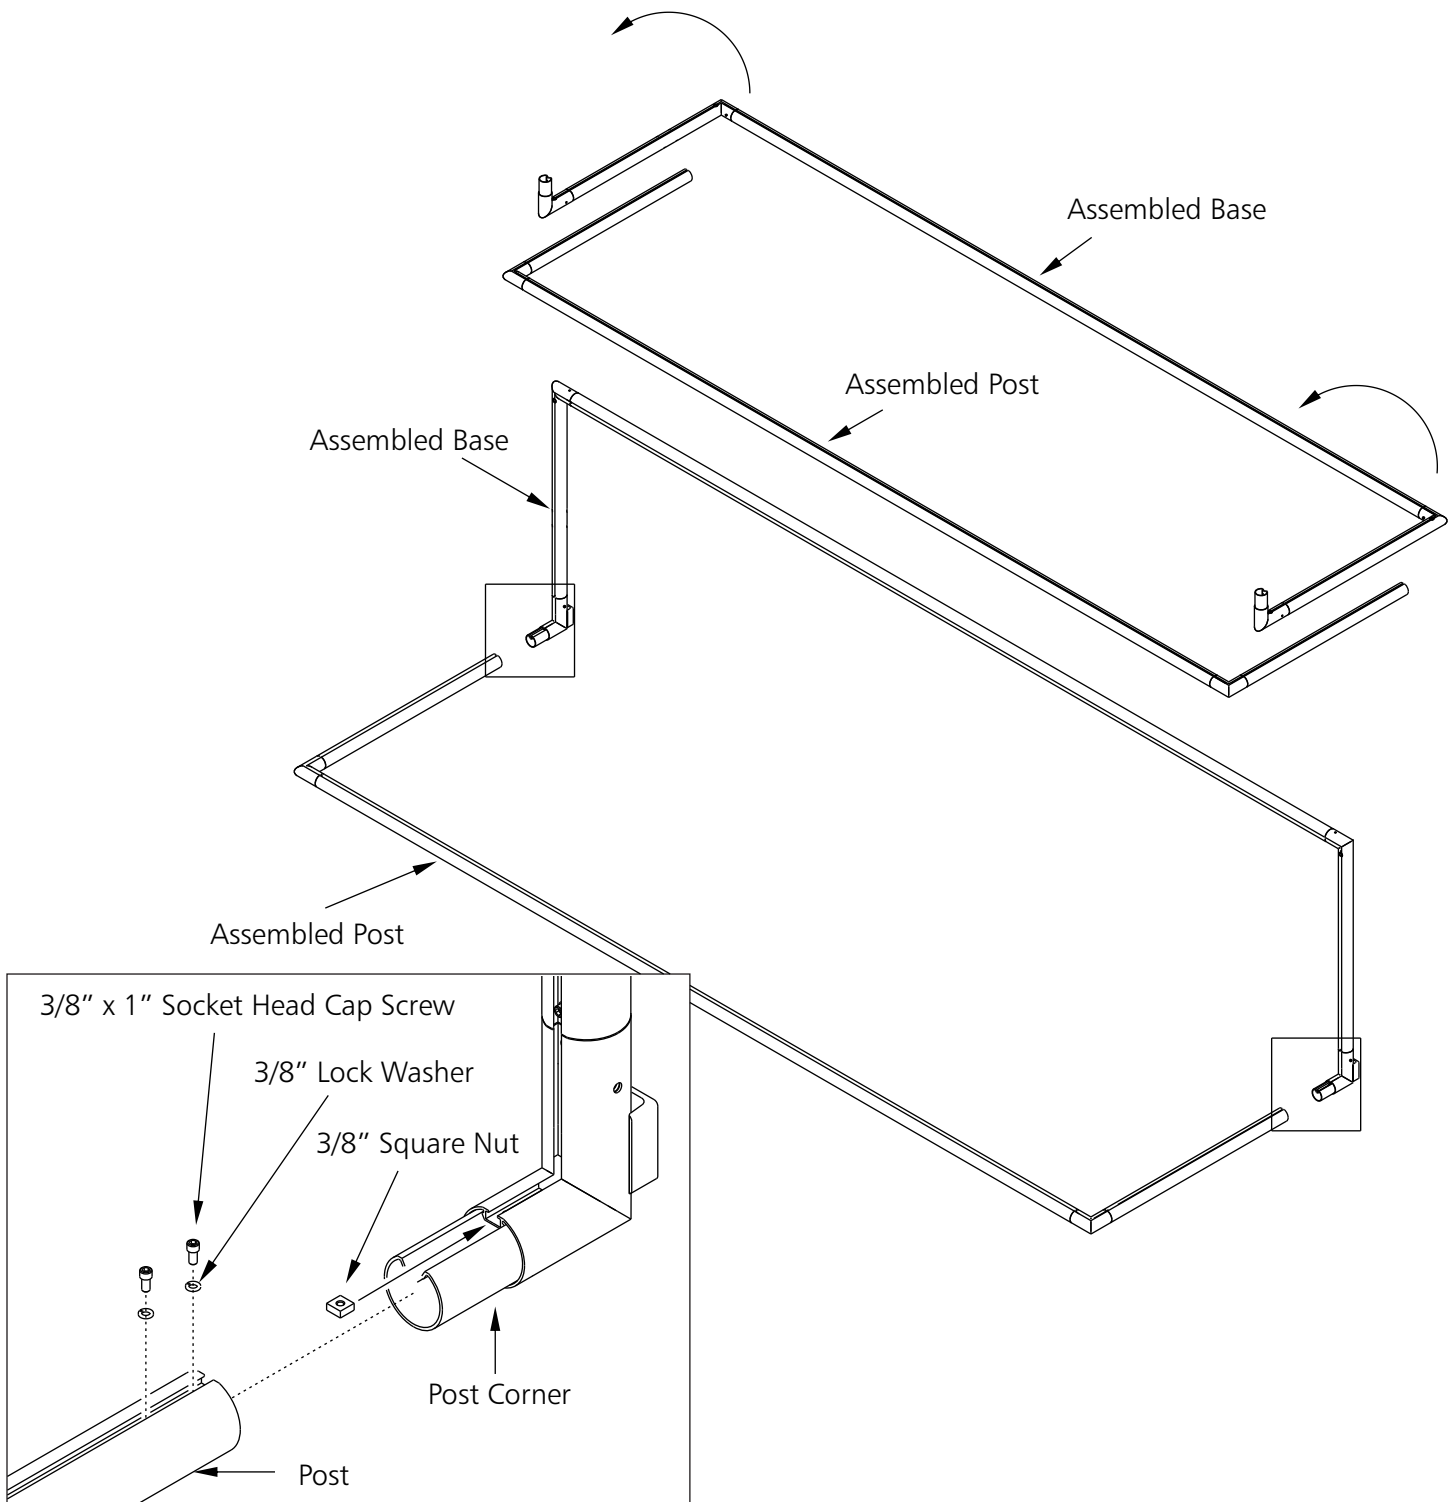 Assembled Base
Assembled Post
Assembled Base
Assembled Post
3/8” x 1” Socket Head Cap Screw
3/8” Lock Washer
3/8” Square Nut
Post Corner
Post